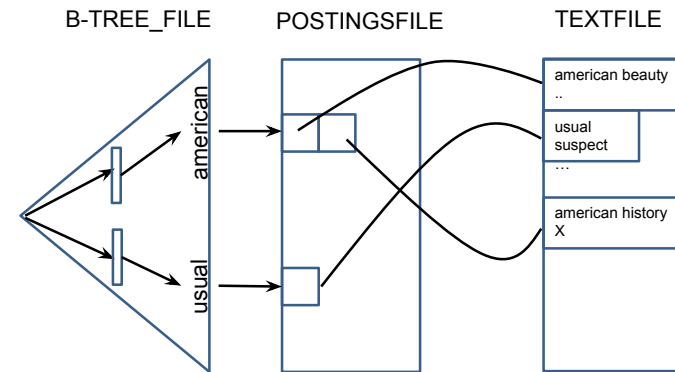 B-TREE_FILE
POSTINGSFILE
TEXTFILE
american
usual
american beauty
..
usual
suspect
…
american history
X